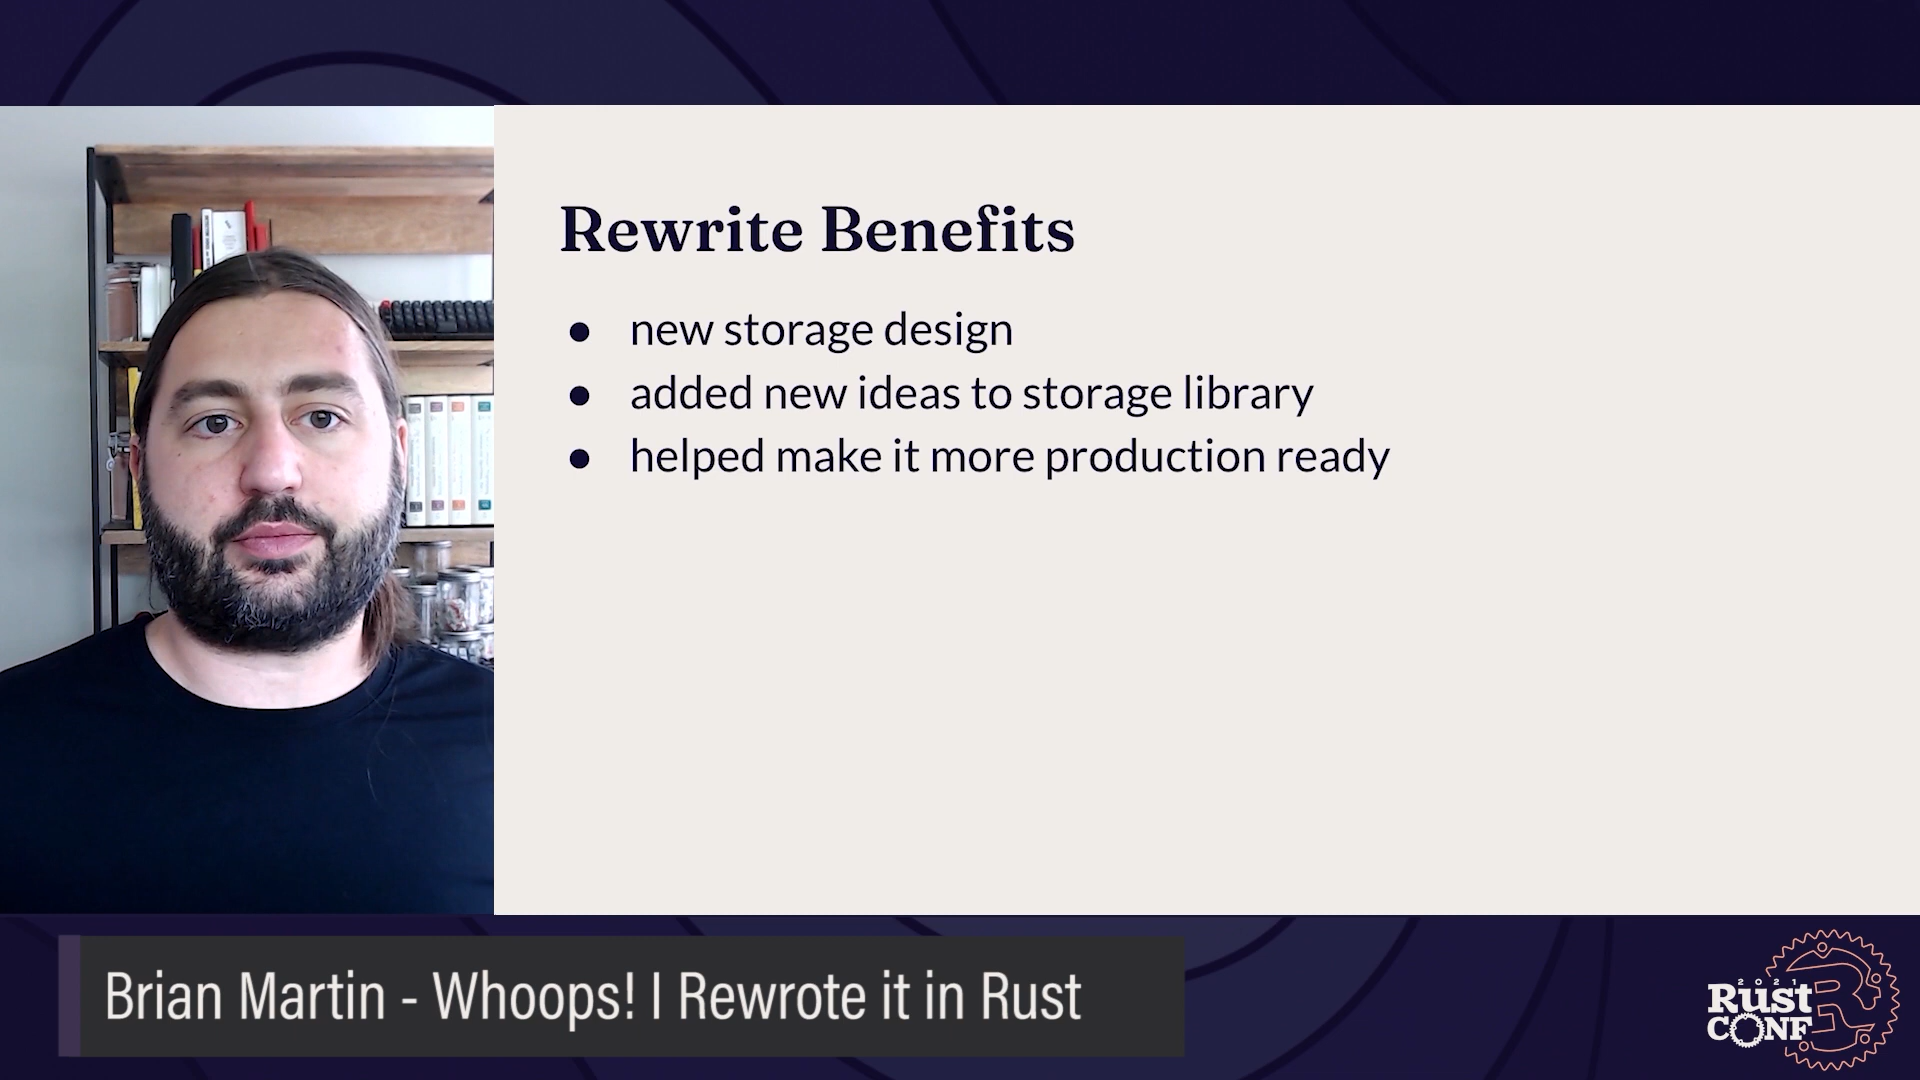 Rewrite Benefits
● new storage design
● added new ideas to storage library
● helped make it more production ready
Brian Martin - Whoops! I Rewrote it in Rust
2021
Rust
CONF